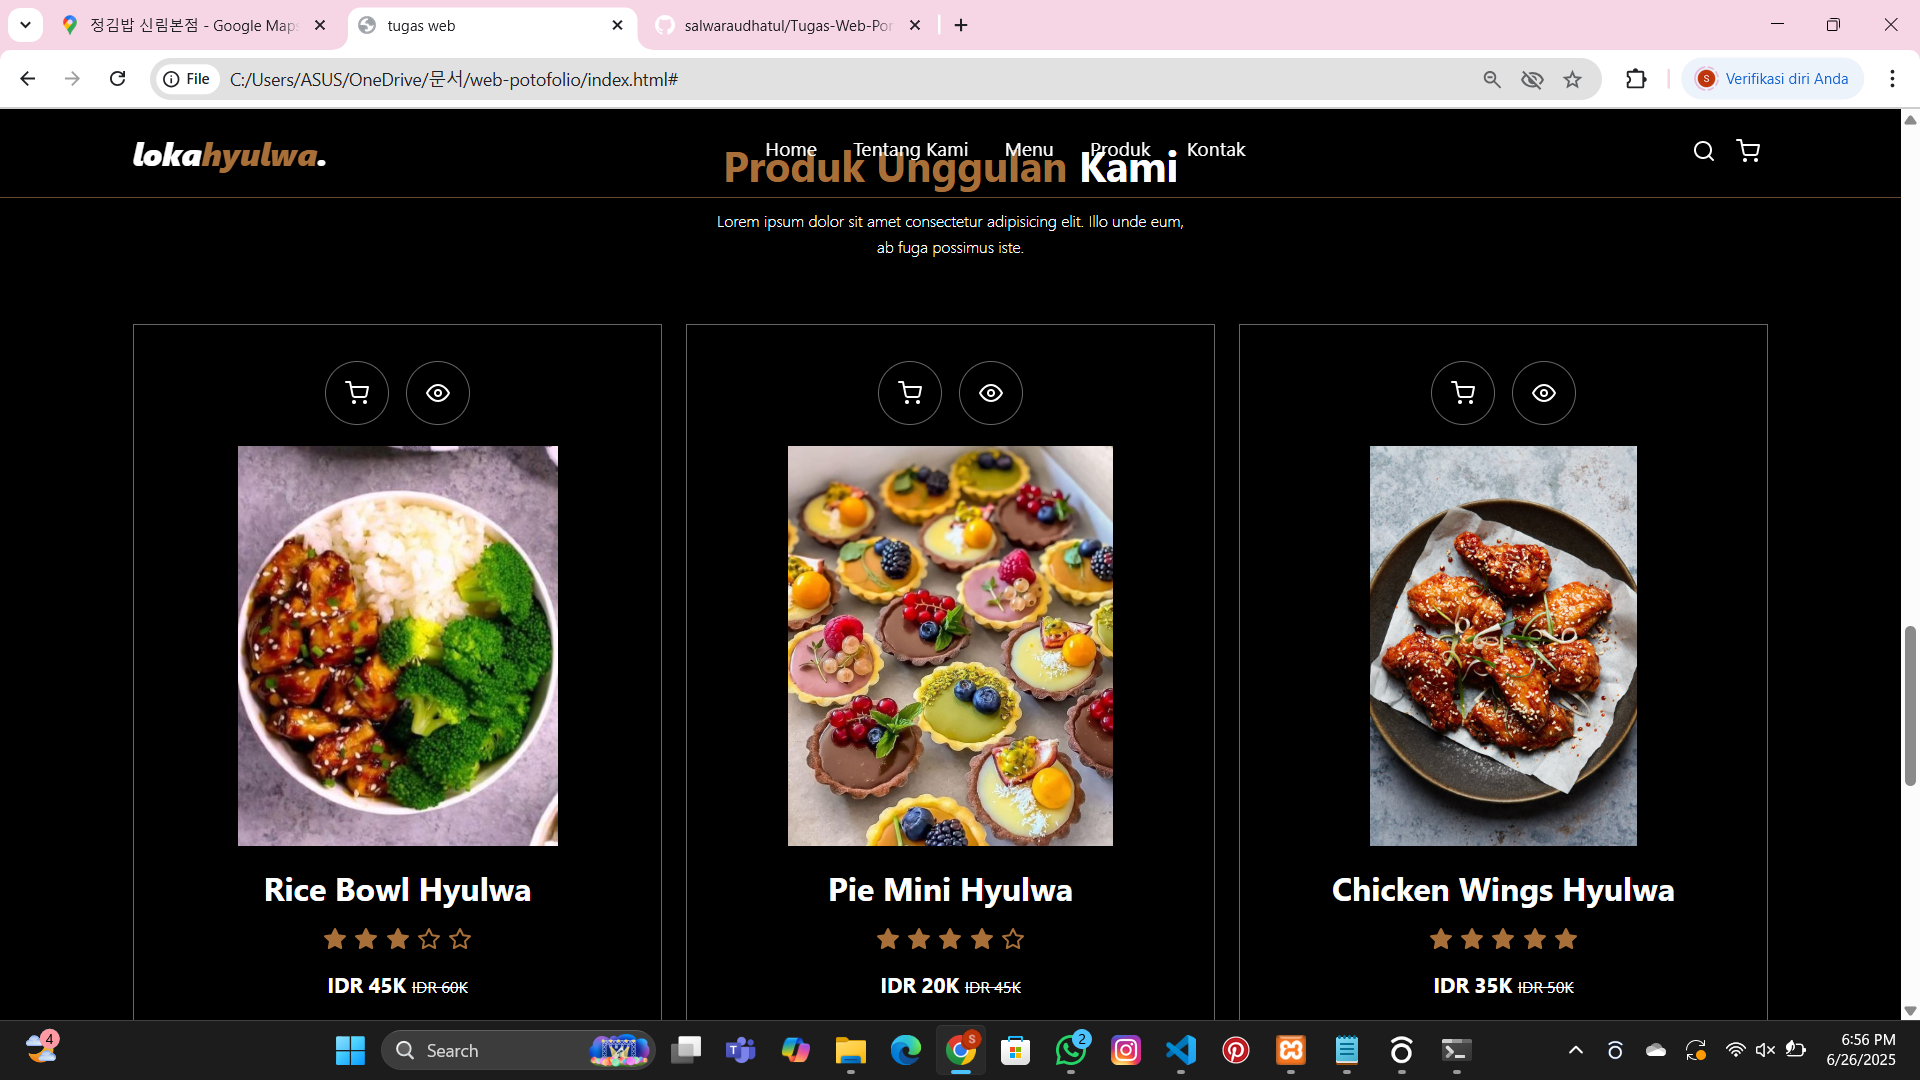 정김밥 신림본점 - Google Maps
tugas web
salwaraudhatul/Tugas-Web-Por
File
C:/Users/ASUS/OneDrive/문서/web-potofolio/index.html#
S
Verifikasi diri Anda
lokahyulwa.
Home
Tentang Kami
Menu
Produk
Kontak
Produk Unggulan Kami
Lorem ipsum dolor sit amet consectetur adipisicing elit. Illo unde eum,
ab fuga possimus iste.
Rice Bowl Hyulwa
Pie Mini Hyulwa
Chicken Wings Hyulwa
IDR 45K IDR 60K
IDR 20K IDR 45K
IDR 35K IDR 50K
4
Search
S
2
6:56 PM
6/26/2025